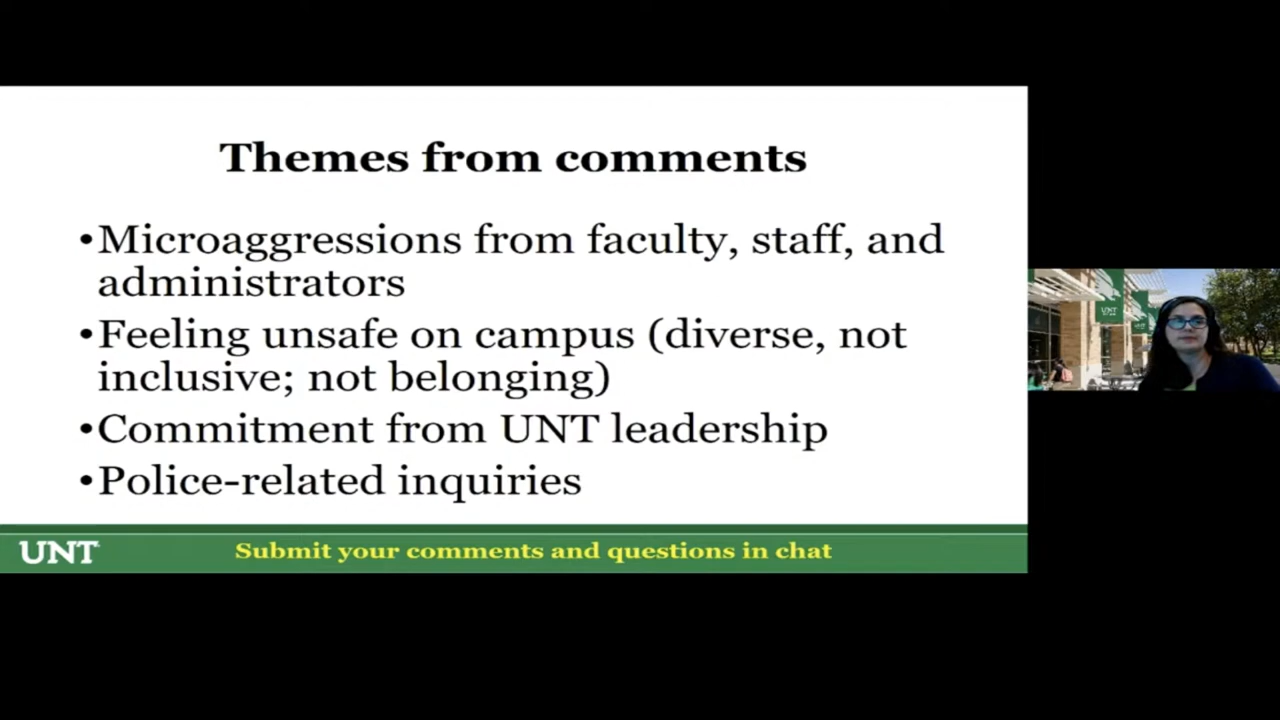 Themes from comments
•Microaggressions from faculty, staff, and
administrators
•Feeling unsafe on campus (diverse, not
inclusive; not belonging)
•Commitment from UNT leadership
•Police-related inquiries
UNT
Submit your comments and questions in chat
UNT